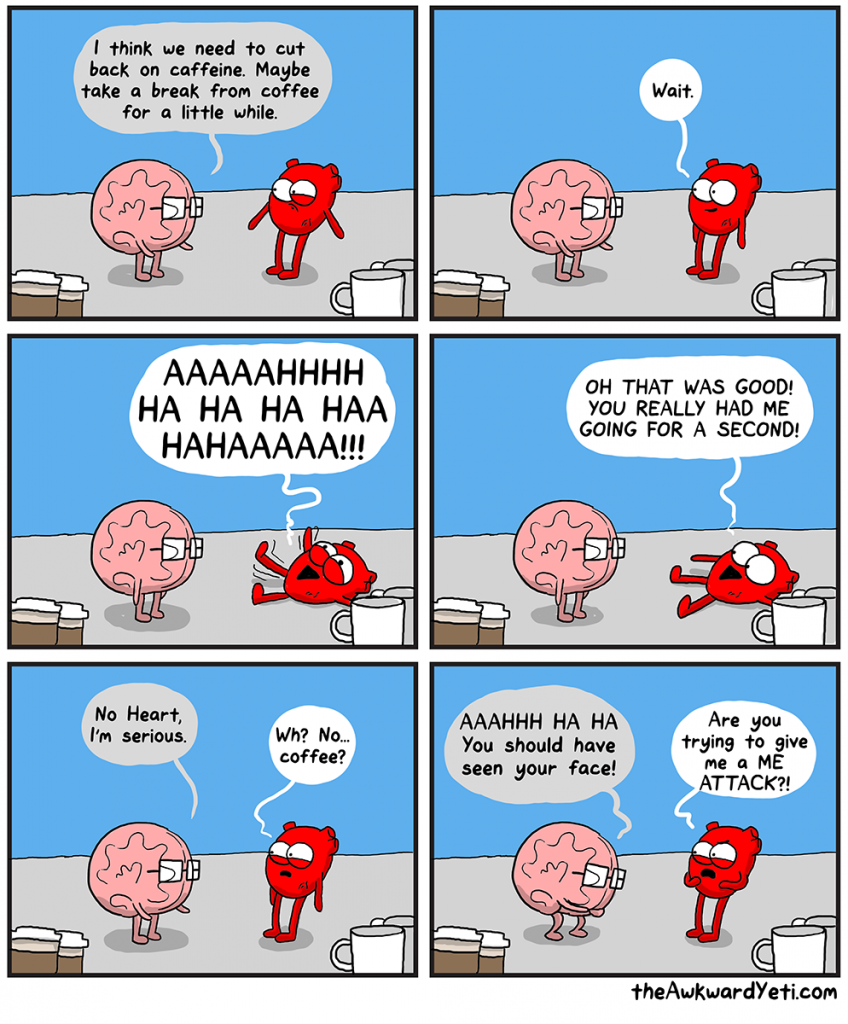 I think we need to cut
back on caffeine. Maybe
take a break from coffee
for a little while.
Wait.
AAAAAHHHH
HA HA HA HAA
HAHAAAAA!!!
OH THAT WAS GOOD!
YOU REALLY HAD ME
GOING FOR A SECOND!
No Heart,
I'm serious.
Wh? No...
coffee?
AAAHHH HA HA
You should have
seen your face!
Are you
trying to give
me a ME
ATTACK?!
theAwkwardYeti.com